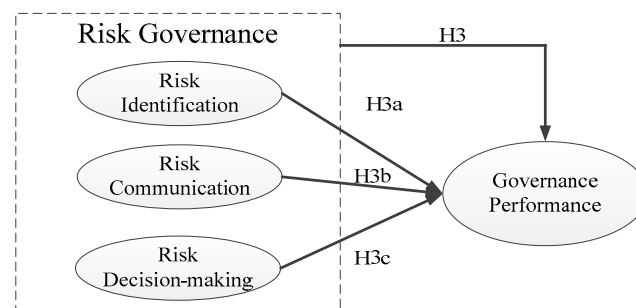 Risk Governance
H3
Risk
Identification
H3a
Risk
Communication
H3b
Governance
Performance
Risk
Decision-making
H3c